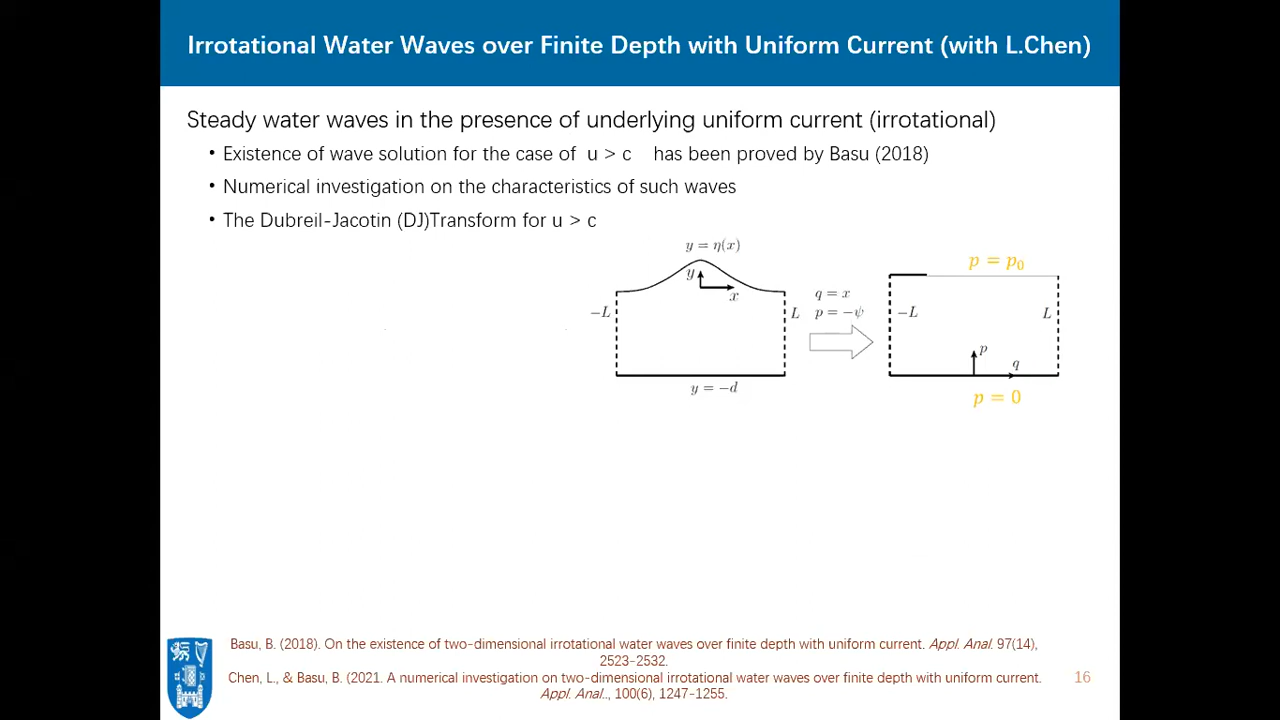 Irrotational Water Waves over Finite Depth with Uniform Current (with L.Chen)
Steady water waves in the presence of underlying uniform current (irrotational)
• Existence of wave solution for the case of u > c has been proved by Basu (2018)
• Numerical investigation on the characteristics of such waves
• The Dubreil-Jacotin (DJ)Transform for u > c
y = η(x)
y
x
−L
L
y = −d
q = x
p = −ψ
p = p₀
−L
L
p
q
p = 0
Basu, B. (2018). On the existence of two-dimensional irrotational water waves over finite depth with uniform current. Appl. Anal. 97(14),
2523-2532.
Chen, L., & Basu, B. (2021. A numerical investigation on two-dimensional irrotational water waves over finite depth with uniform current.
Appl. Anal.., 100(6), 1247-1255.
16